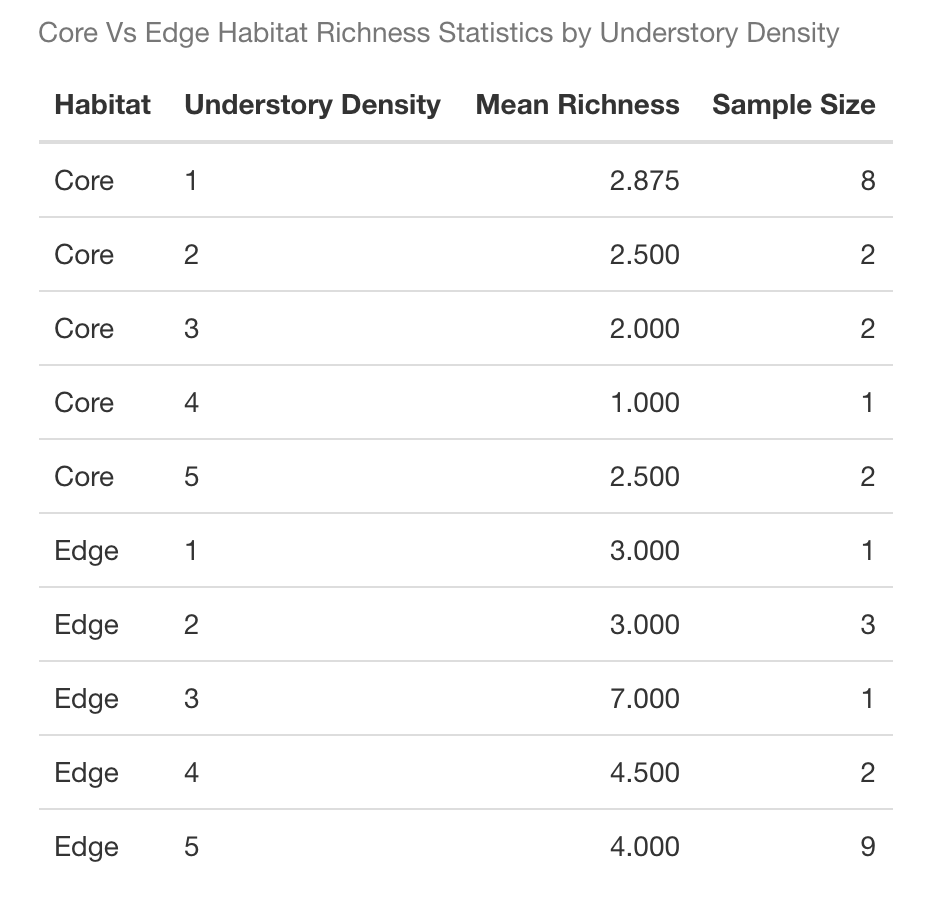 Core Vs Edge Habitat Richness Statistics by Understory Density
Habitat Understory Density Mean Richness Sample Size
Core 1 2.875 8
Core 2 2.500 2
Core 3 2.000 2
Core 4 1.000 1
Core 5 2.500 2
Edge 1 3.000 1
Edge 2 3.000 3
Edge 3 7.000 1
Edge 4 4.500 2
Edge 5 4.000 9